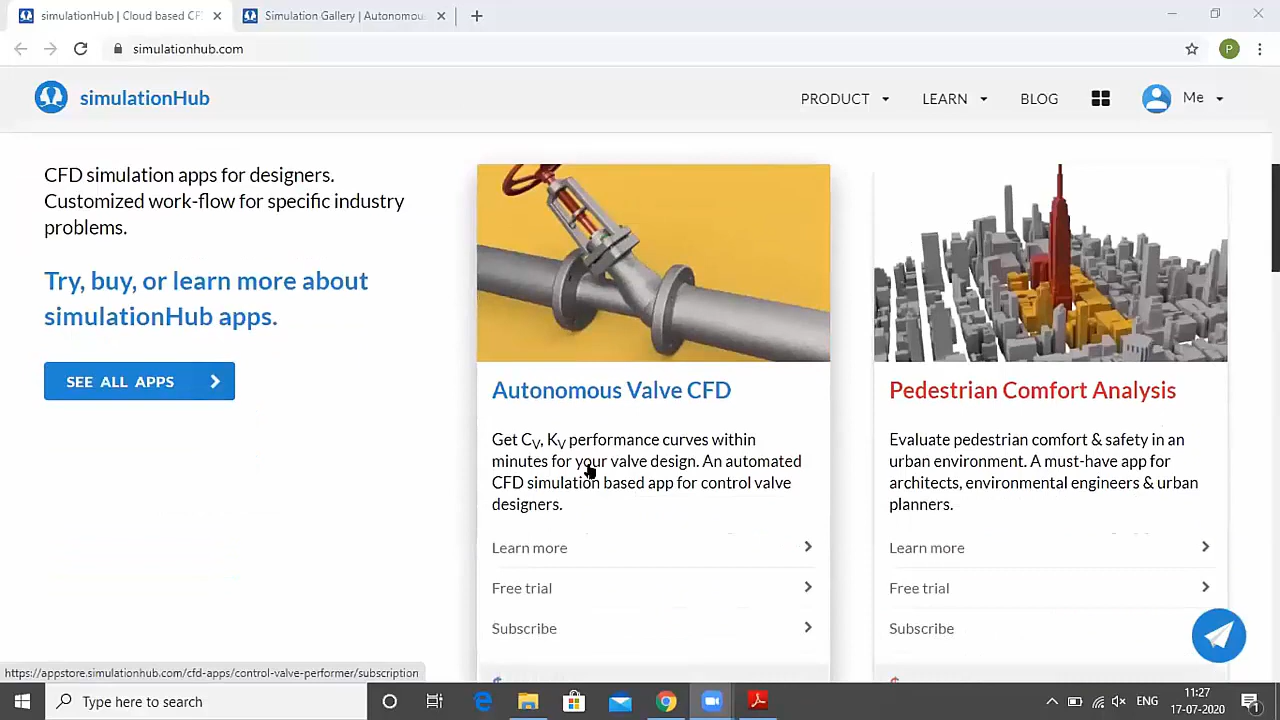 simulationHub | Cloud based CF
Simulation Gallery | Autonomou
simulationhub.com
P
simulationHub
PRODUCT
LEARN
BLOG
Me
CFD simulation apps for designers.
Customized work-flow for specific industry
problems.
Try, buy, or learn more about
simulationHub apps.
SEE ALL APPS
Autonomous Valve CFD
Get CV, KV performance curves within
minutes for your valve design. An automated
CFD simulation based app for control valve
designers.
Learn more
Free trial
Subscribe
Pedestrian Comfort Analysis
Evaluate pedestrian comfort & safety in an
urban environment. A must-have app for
architects, environmental engineers & urban
planners.
Learn more
Free trial
Subscribe
https://appstore.simulationhub.com/cfd-apps/control-valve-performer/subscription
Type here to search
ENG
11:27
17-07-2020
1